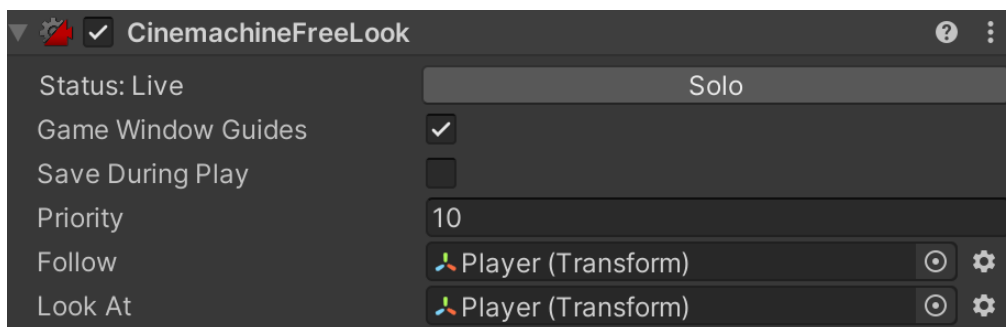 CinemachineFreeLook
Status: Live Solo
Game Window Guides
Save During Play
Priority 10
Follow Player (Transform)
Look At Player (Transform)